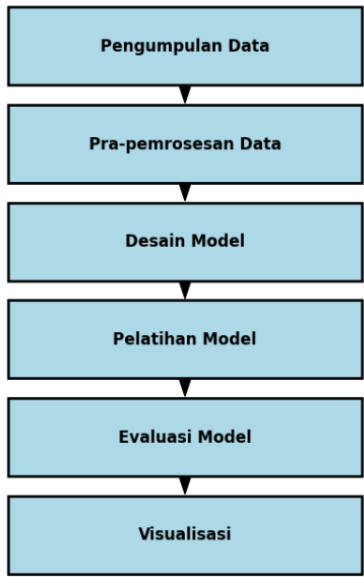 Pengumpulan Data
Pra-pemrosesan Data
Desain Model
Pelatihan Model
Evaluasi Model
Visualisasi